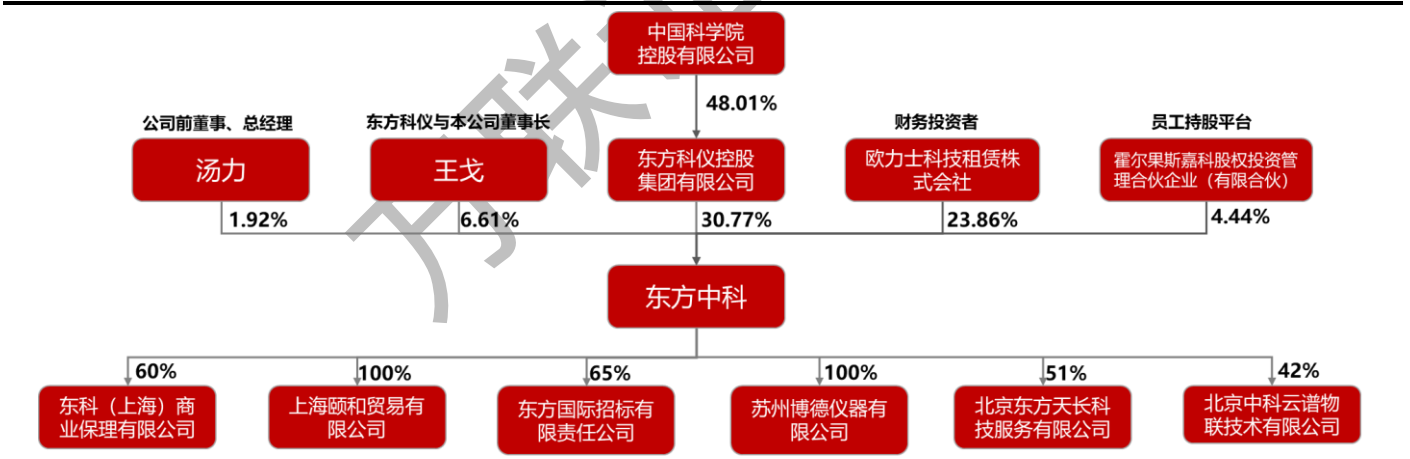 中国科学院
控股有限公司
48.01%
公司前董事、总经理
东方科仪与本公司董事长
财务投资者
员工持股平台
汤力
王戈
东方科仪控股
集团有限公司
欧力士科技租赁株
式会社
霍尔果斯嘉科股权投资管
理合伙企业（有限合伙）
1.92%
6.61%
30.77%
23.86%
4.44%
东方中科
60%
100%
65%
100%
51%
42%
东科（上海）商
业保理有限公司
上海颐和贸易有
限公司
东方国际招标有
限责任公司
苏州博德仪器有
限公司
北京东方天长科
技服务有限公司
北京中科云谱物
联技术有限公司
万联